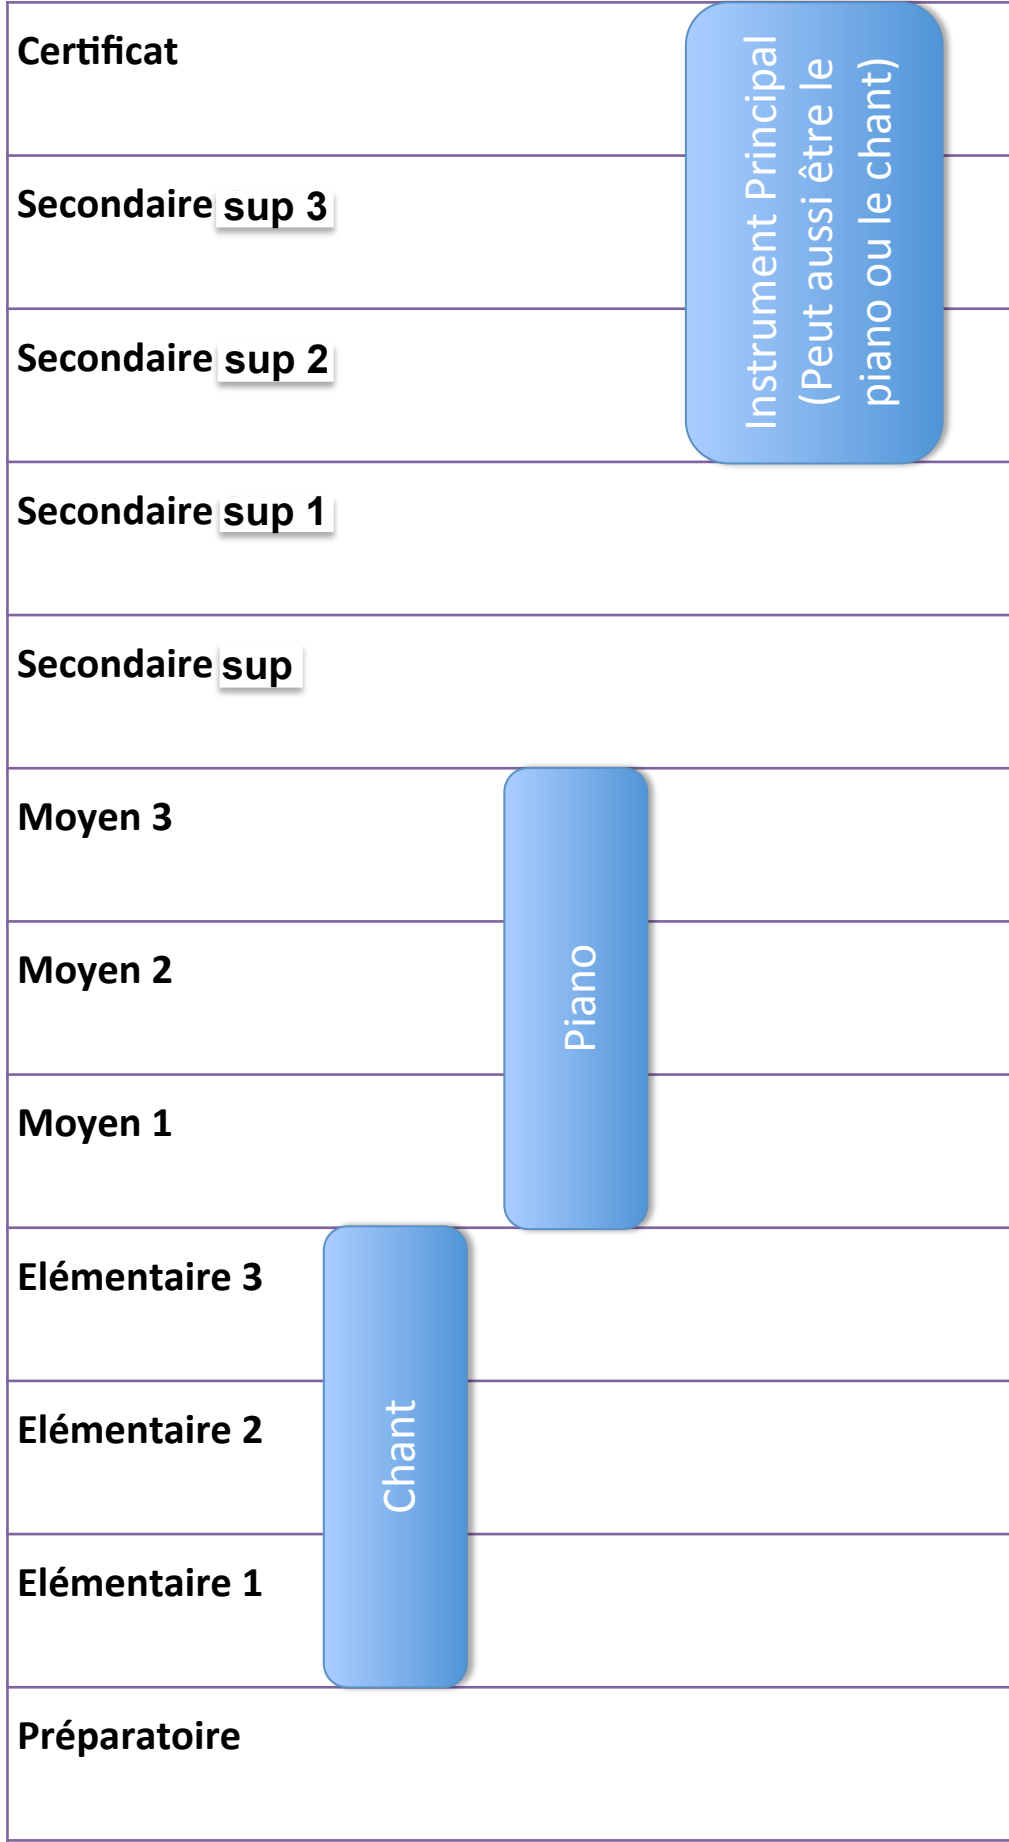 Certificat
Instrument Principal
(Peut aussi être le
piano ou le chant)
Secondaire sup 3
Secondaire sup 2
Secondaire sup 1
Secondaire sup
Moyen 3
Moyen 2
Piano
Moyen 1
Elémentaire 3
Elémentaire 2
Chant
Elémentaire 1
Préparatoire